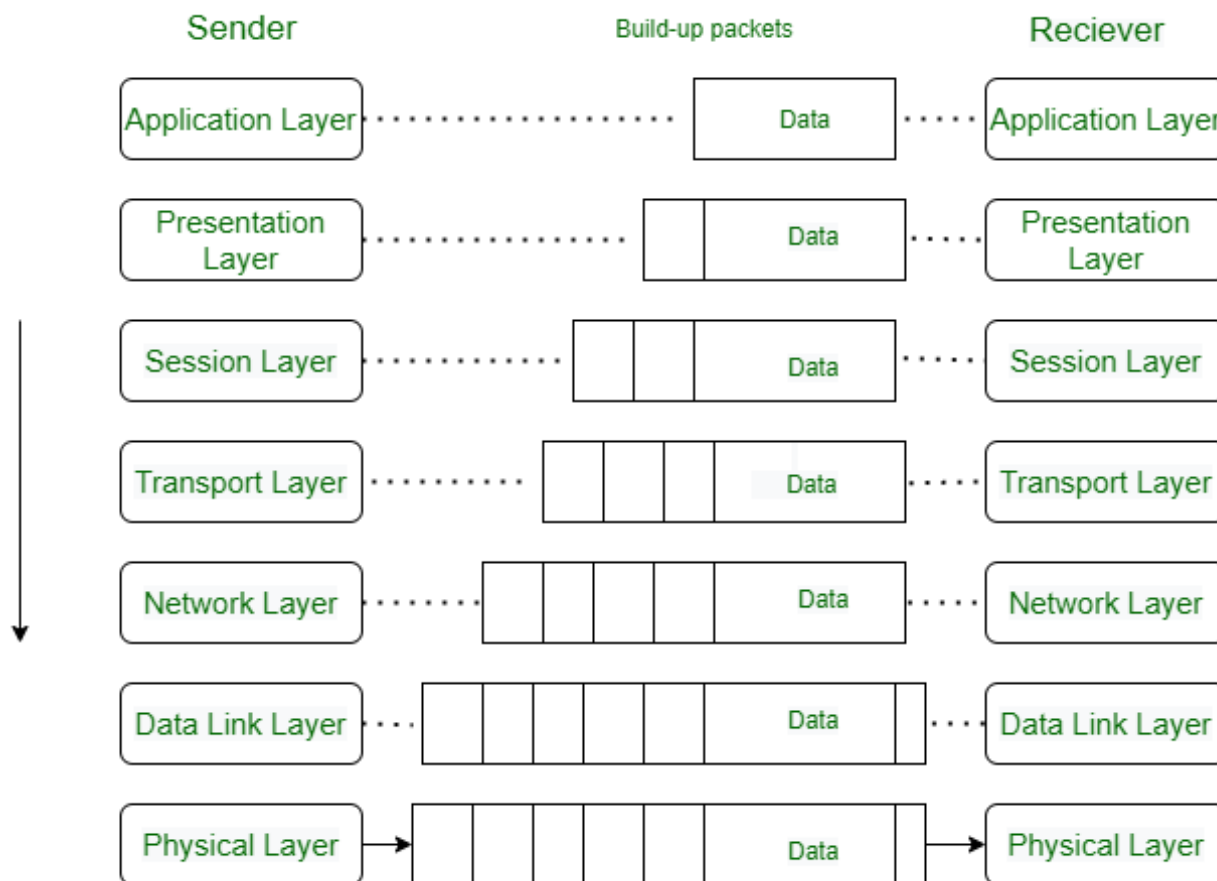 Sender
Build-up packets
Reciever
Application Layer
Data
Application Layer
Presentation
Layer
Data
Presentation
Layer
Session Layer
Data
Session Layer
Transport Layer
Data
Transport Layer
Network Layer
Data
Network Layer
Data Link Layer
Data
Data Link Layer
Physical Layer
Data
Physical Layer